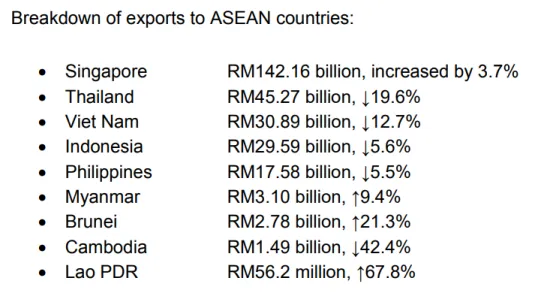 Breakdown of exports to ASEAN countries:
• Singapore RM142.16 billion, increased by 3.7%
• Thailand RM45.27 billion, ↓19.6%
• Viet Nam RM30.89 billion, ↓12.7%
• Indonesia RM29.59 billion, ↓5.6%
• Philippines RM17.58 billion, ↓5.5%
• Myanmar RM3.10 billion, ↑9.4%
• Brunei RM2.78 billion, ↑21.3%
• Cambodia RM1.49 billion, ↓42.4%
• Lao PDR RM56.2 million, ↑67.8%